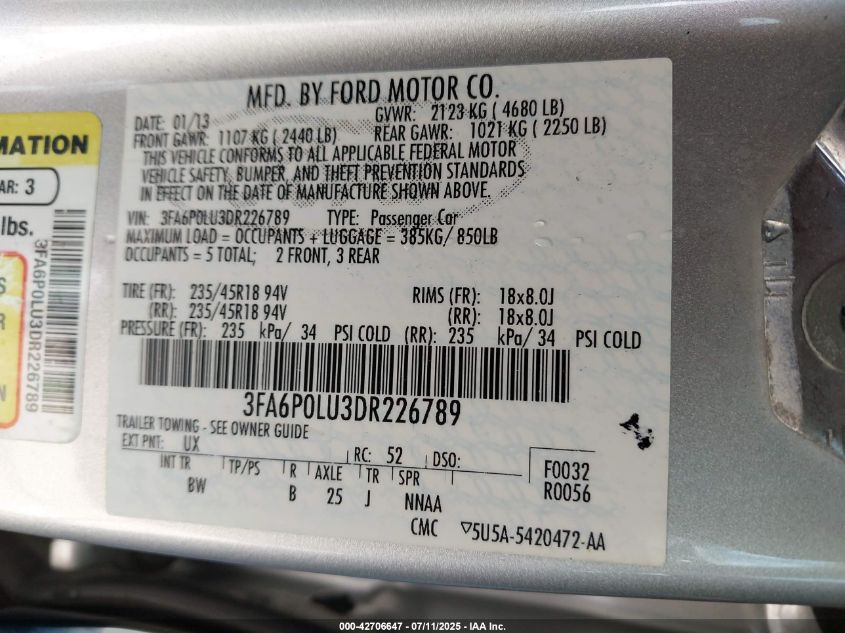 MFD. BY FORD MOTOR CO.
DATE: 01/13 GVWR: 2123 KG ( 4680 LB)
FRONT GAWR: 1107 KG ( 2440 LB) REAR GAWR: 1021 KG ( 2250 LB)
THIS VEHICLE CONFORMS TO ALL APPLICABLE FEDERAL MOTOR
VEHICLE SAFETY, BUMPER, AND THEFT PREVENTION STANDARDS
IN EFFECT ON THE DATE OF MANUFACTURE SHOWN ABOVE.
VIN: 3FA6P0LU3DR226789 TYPE: Passenger Car
MAXIMUM LOAD = OCCUPANTS + LUGGAGE = 385KG/ 850LB
OCCUPANTS = 5 TOTAL; 2 FRONT, 3 REAR
TIRE (FR): 235/45R18 94V RIMS (FR): 18x8.0J
(RR): 235/45R18 94V (RR): 18x8.0J
PRESSURE (FR): 235 kPa/ 34 PSI COLD (RR): 235 kPa/ 34 PSI COLD
3FA6P0LU3DR226789
TRAILER TOWING - SEE OWNER GUIDE
EXT PNT: UX RC: 52 DSO:
INT TR TP/PS R AXLE TR SPR F0032
BW B 25 J NNAA R0056
CMC ▽5U5A-5420472-AA
MATION
AR: 3
lbs.
S
R
N
3FA6P0LU3DR226789
000-42706647 - 07/11/2025 - IAA Inc.